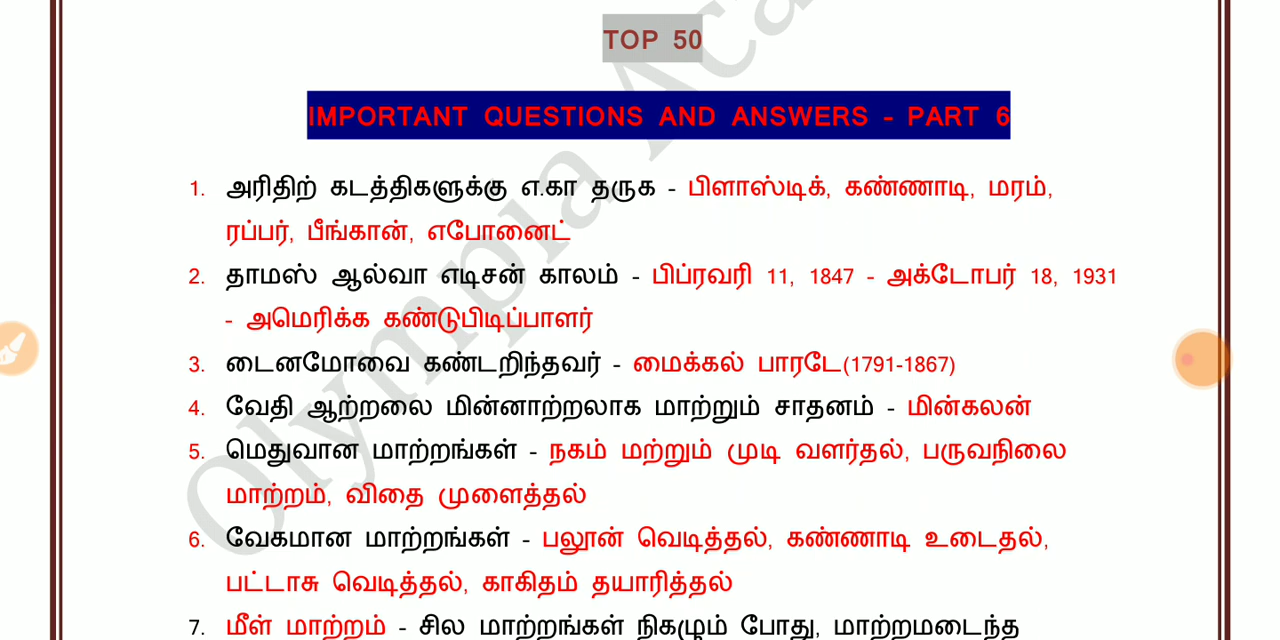 TOP 50
IMPORTANT QUESTIONS AND ANSWERS - PART 6
1. அரிதிற் கடத்திகளுக்கு எ.கா தருக - பிளாஸ்டிக், கண்ணாடி, மரம்,
ரப்பர், பீங்கான், எபோனைட்
2. தாமஸ் ஆல்வா எடிசன் காலம் - பிப்ரவரி 11, 1847 - அக்டோபர் 18, 1931
- அமெரிக்க கண்டுபிடிப்பாளர்
3. டைனமோவை கண்டறிந்தவர் - மைக்கல் பாரடே(1791-1867)
4. வேதி ஆற்றலை மின்னாற்றலாக மாற்றும் சாதனம் - மின்கலன்
5. மெதுவான மாற்றங்கள் - நகம் மற்றும் முடி வளர்தல், பருவநிலை
மாற்றம், விதை முளைத்தல்
6. வேகமான மாற்றங்கள் - பலூன் வெடித்தல், கண்ணாடி உடைதல்,
பட்டாசு வெடித்தல், காகிதம் தயாரித்தல்
7. மீள் மாற்றம் - சில மாற்றங்கள் நிகழும் போது, மாற்றமடைந்த
Olympia Aca